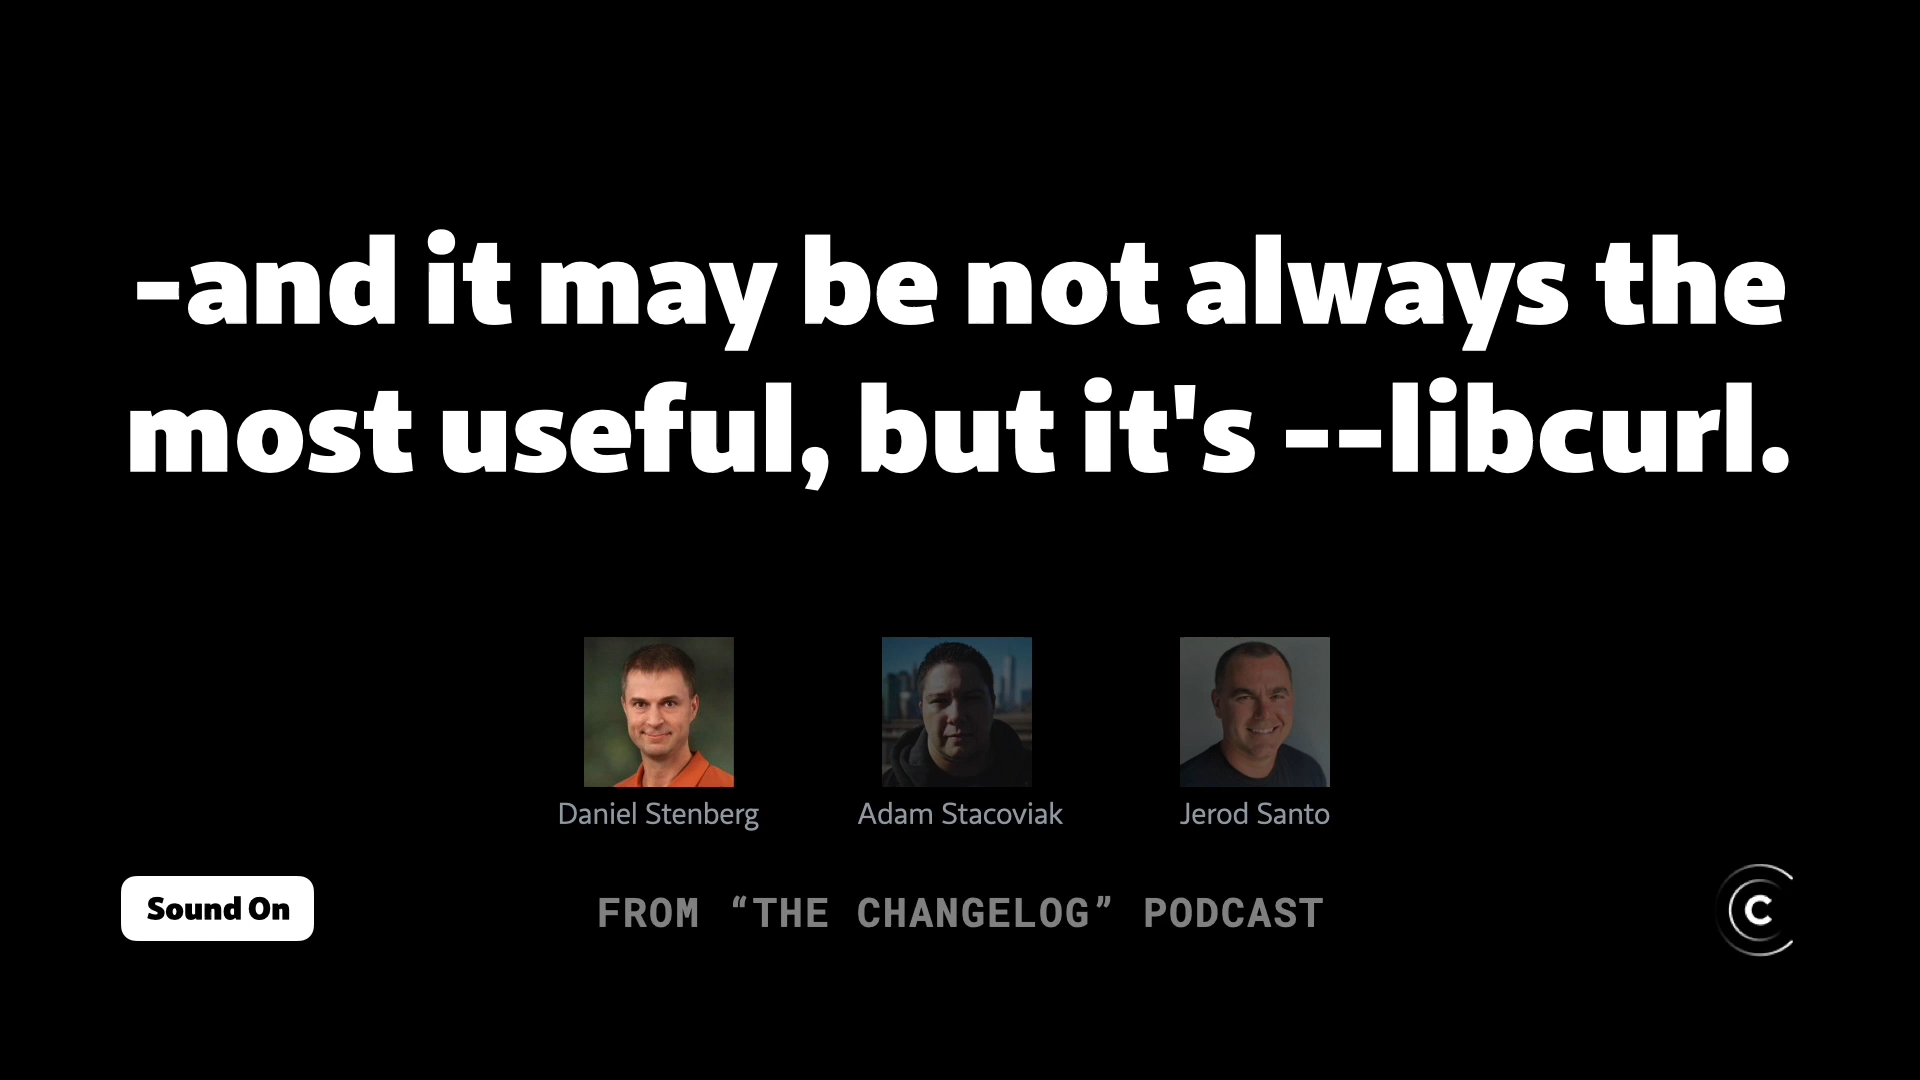 -and it may be not always the
most useful, but it's --libcurl.
Daniel Stenberg
Adam Stacoviak
Jerod Santo
Sound On
FROM “THE CHANGELOG” PODCAST
C